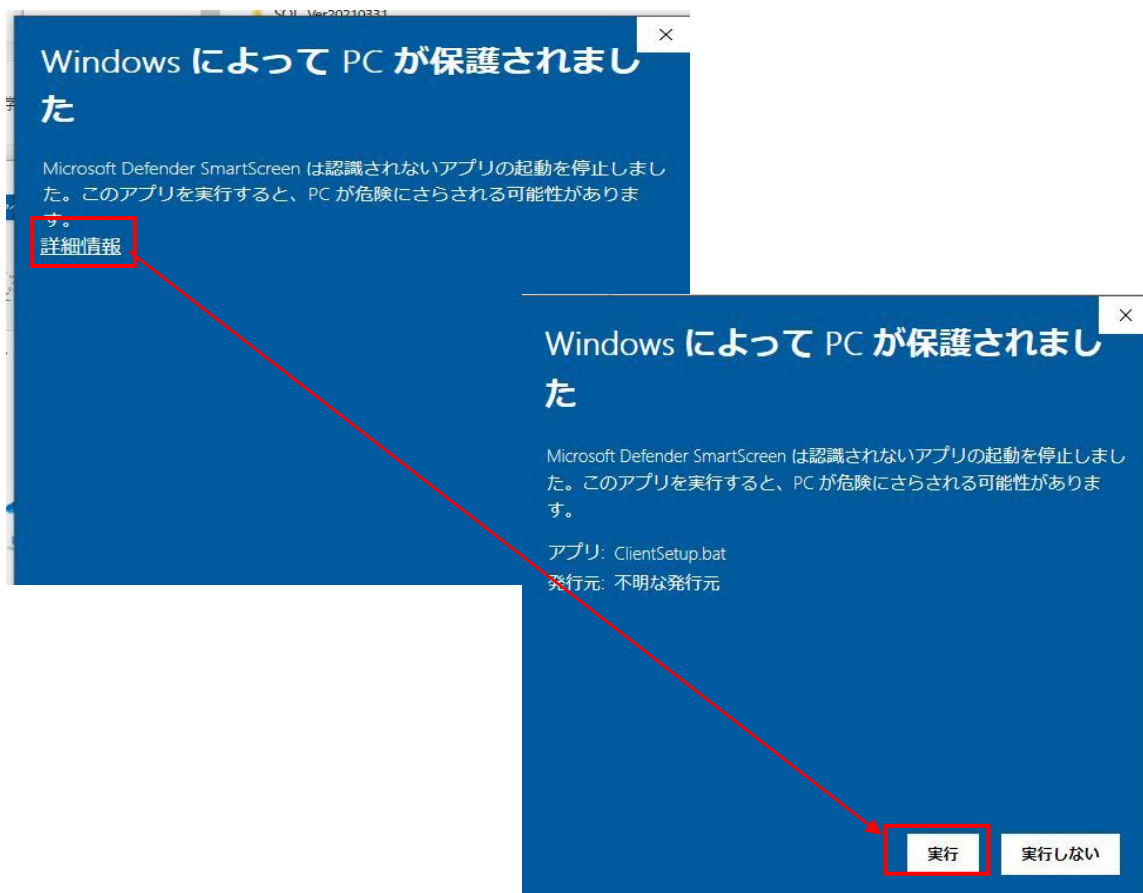 SQL_Ver20210331
Windows によって PC が保護されまし
た
Microsoft Defender SmartScreen は認識されないアプリの起動を停止しまし
た。このアプリを実行すると、PC が危険にさらされる可能性がありま
す。
詳細情報
Windows によって PC が保護されまし
た
Microsoft Defender SmartScreen は認識されないアプリの起動を停止しまし
た。このアプリを実行すると、PC が危険にさらされる可能性がありま
す。
アプリ: ClientSetup.bat
発行元: 不明な発行元
実行 実行しない